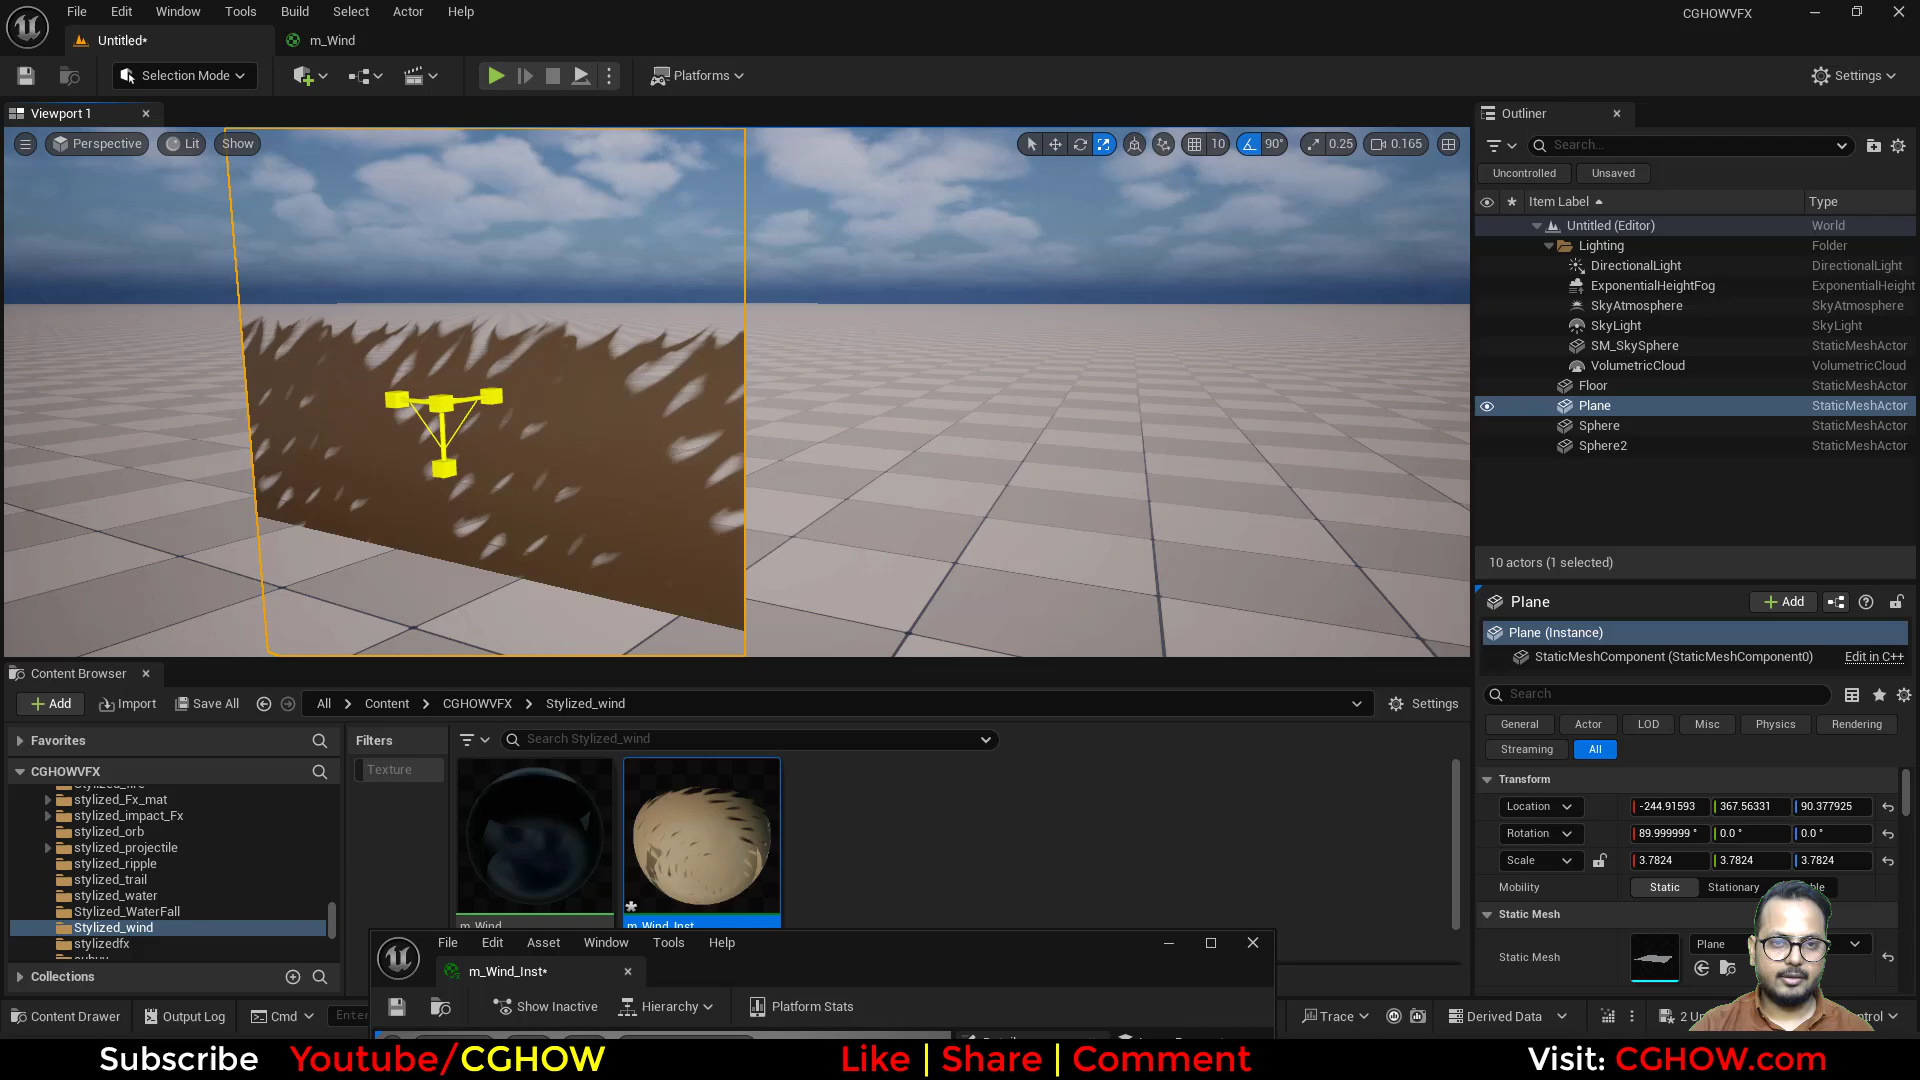 File Edit Window Tools Build Select Actor Help
CGHOWVFX
Untitled*
m_Wind
Selection Mode
Platforms
Settings
Viewport 1
Perspective
Lit
Show
10
90°
0.25
0.165
Outliner
Search...
Uncontrolled
Unsaved
Item Label
Type
Untitled (Editor) World
Lighting Folder
DirectionalLight DirectionalLight
ExponentialHeightFog ExponentialHeight
SkyAtmosphere SkyAtmosphere
SkyLight SkyLight
SM_SkySphere StaticMeshActor
VolumetricCloud VolumetricCloud
Floor StaticMeshActor
Plane StaticMeshActor
Sphere StaticMeshActor
Sphere2 StaticMeshActor
10 actors (1 selected)
Plane
Add
Plane (Instance)
StaticMeshComponent (StaticMeshComponent0) Edit in C++
Search
General Actor LOD Misc Physics Rendering
Streaming All
Transform
Location -244.91593 367.56331 90.377925
Rotation 89.999999 ° 0.0 ° 0.0 °
Scale 3.7824 3.7824 3.7824
Mobility Static Stationary
Static Mesh
Static Mesh Plane
Content Browser
Add
Import
Save All
All > Content > CGHOWVFX > Stylized_wind
Settings
Favorites
CGHOWVFX
stylized_Fx_mat
stylized_impact_Fx
stylized_orb
stylized_projectile
stylized_ripple
stylized_trail
stylized_water
Stylized_WaterFall
Stylized_wind
stylizedfx
Collections
Filters
Texture
Search Stylized_wind
m_Wind
m_Wind_Inst
File Edit Asset Window Tools Help
m_Wind_Inst*
Show Inactive
Hierarchy
Platform Stats
Content Drawer
Output Log
Cmd
Enter
Trace
Derived Data
Subscribe Youtube/CGHOW
Like | Share | Comment
Visit: CGHOW.com